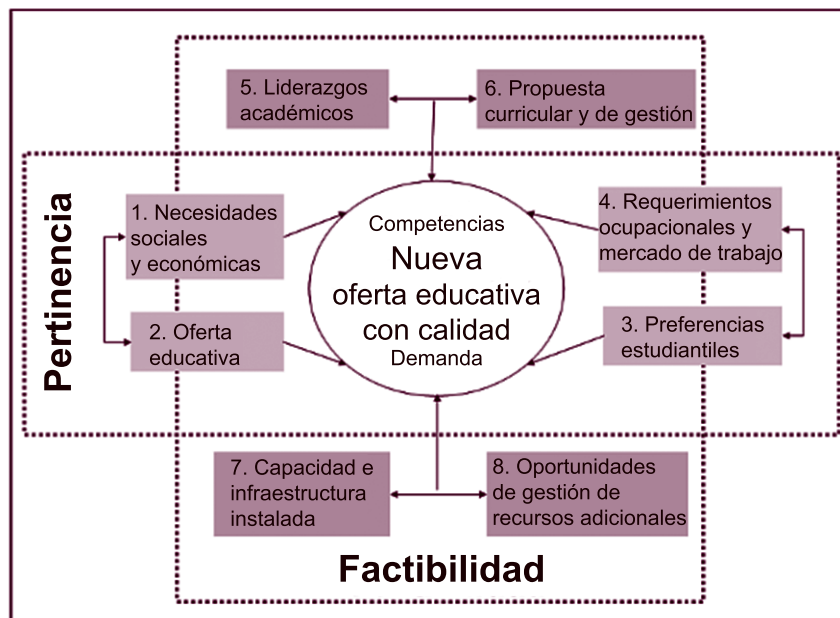 5. Liderazgos
académicos
6. Propuesta
curricular y de gestión
Pertinencia
1. Necesidades
sociales
y económicas
2. Oferta
educativa
Competencias
Nueva
oferta educativa
con calidad
Demanda
4. Requerimientos
ocupacionales y
mercado de trabajo
3. Preferencias
estudiantiles
7. Capacidad e
infraestructura
instalada
8. Oportunidades
de gestión de
recursos adicionales
Factibilidad